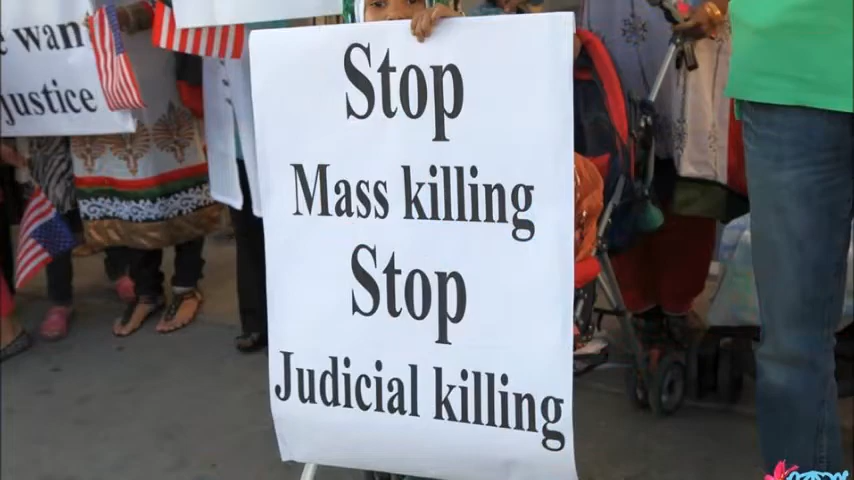 e want
justice
Stop
Mass killing
Stop
Judicial killing